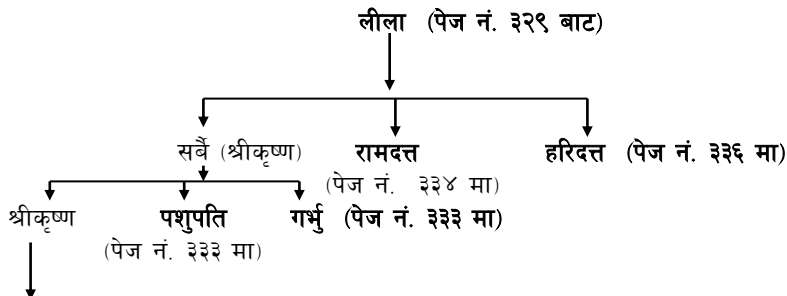 लीला (पेज नं. ३२९ बाट)
सर्बै (श्रीकृष्ण) रामदत्त हरिदत्त (पेज नं. ३३६ मा)
(पेज नं. ३३४ मा)
श्रीकृष्ण पशुपति गर्भु (पेज नं. ३३३ मा)
(पेज नं. ३३३ मा)